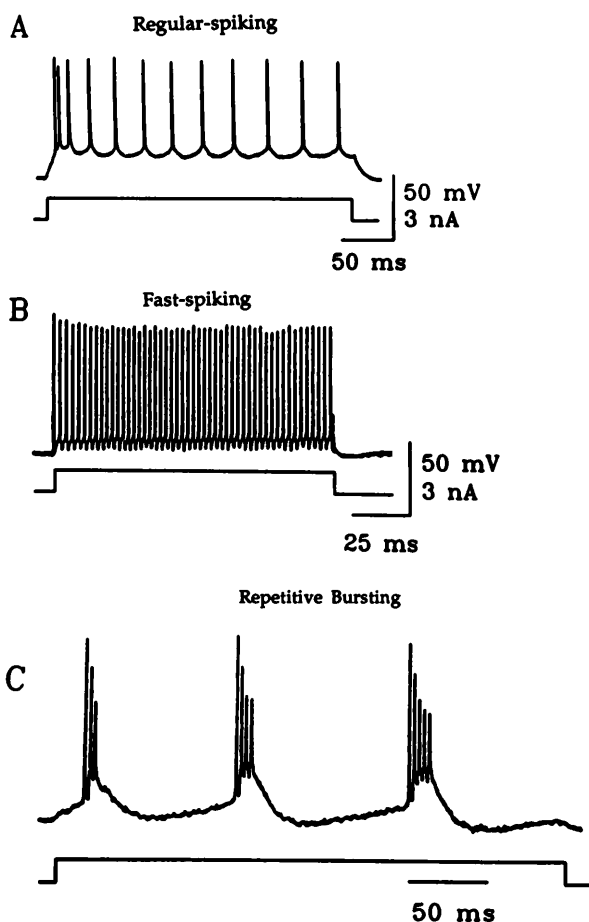 A
Regular-spiking
50 mV
3 nA
50 ms
Fast-spiking
B
50 mV
3 nA
25 ms
Repetitive Bursting
C
50 ms